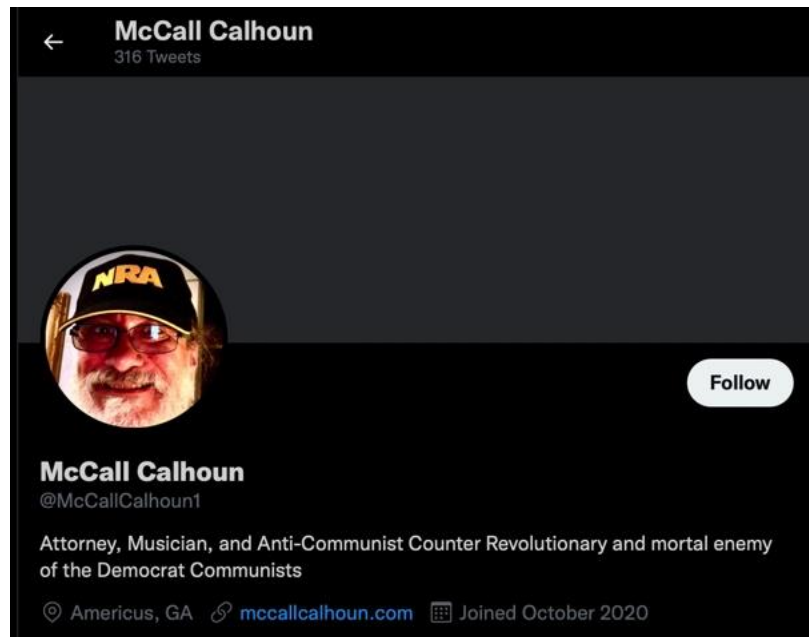 McCall Calhoun
316 Tweets
NRA
Follow
McCall Calhoun
@McCallCalhoun1
Attorney, Musician, and Anti-Communist Counter Revolutionary and mortal enemy
of the Democrat Communists
Americus, GA mccallcalhoun.com Joined October 2020